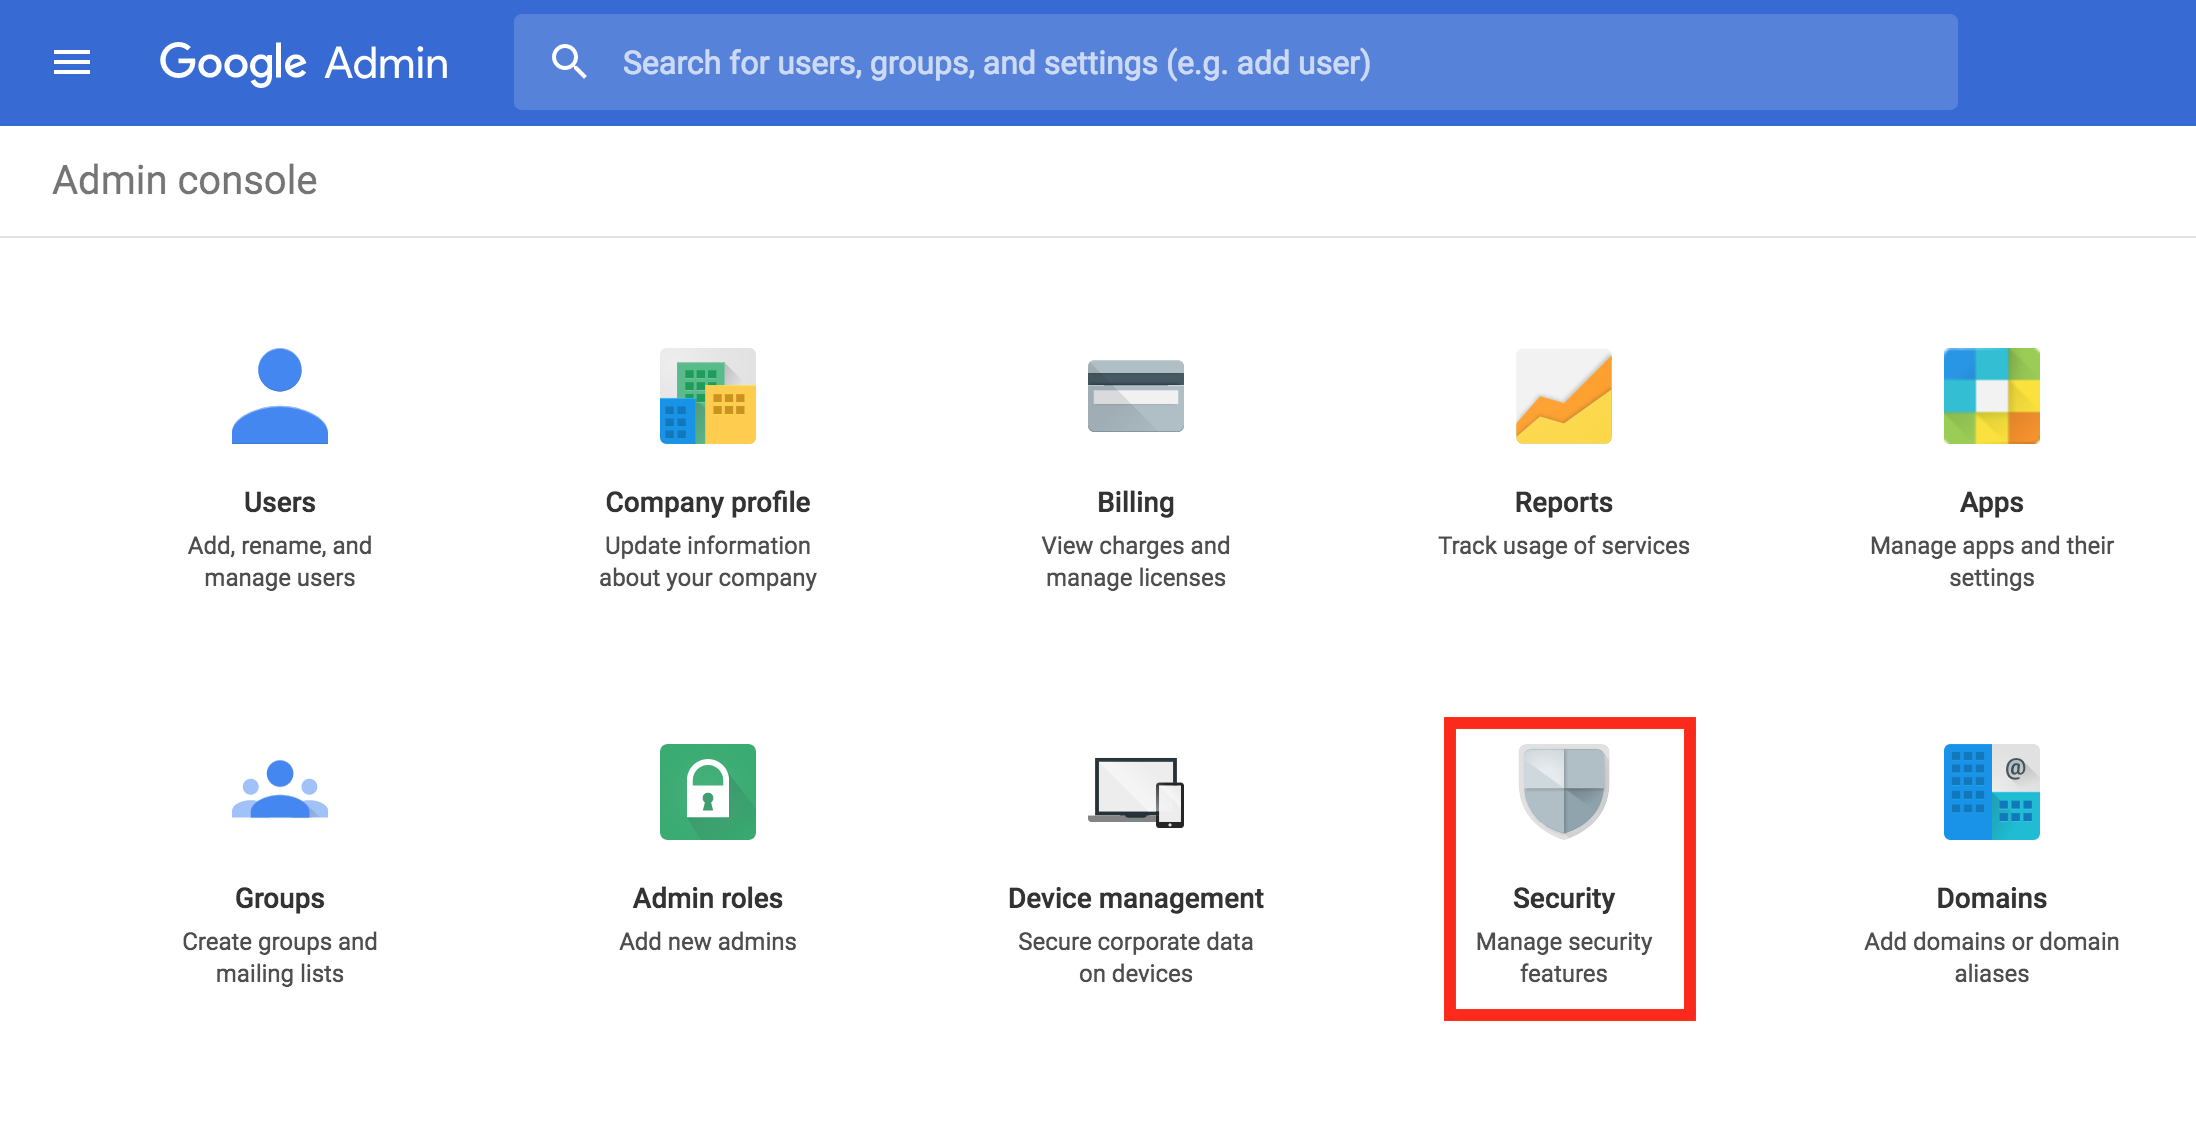 Google Admin
Search for users, groups, and settings (e.g. add user)
Admin console
Users
Add, rename, and
manage users
Company profile
Update information
about your company
Billing
View charges and
manage licenses
Reports
Track usage of services
Apps
Manage apps and their
settings
Groups
Create groups and
mailing lists
Admin roles
Add new admins
Device management
Secure corporate data
on devices
Security
Manage security
features
@
Domains
Add domains or domain
aliases